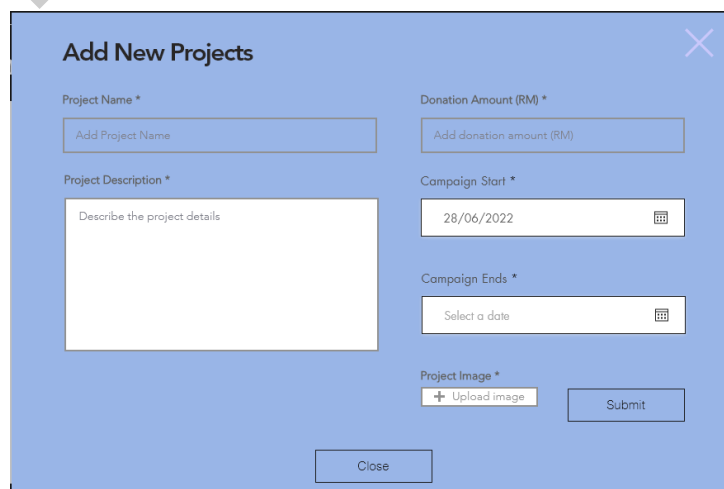 Add New Projects
Project Name *
Add Project Name
Donation Amount (RM) *
Add donation amount (RM)
Project Description *
Describe the project details
Campaign Start *
28/06/2022
Campaign Ends *
Select a date
Project Image *
+ Upload image
Submit
Close